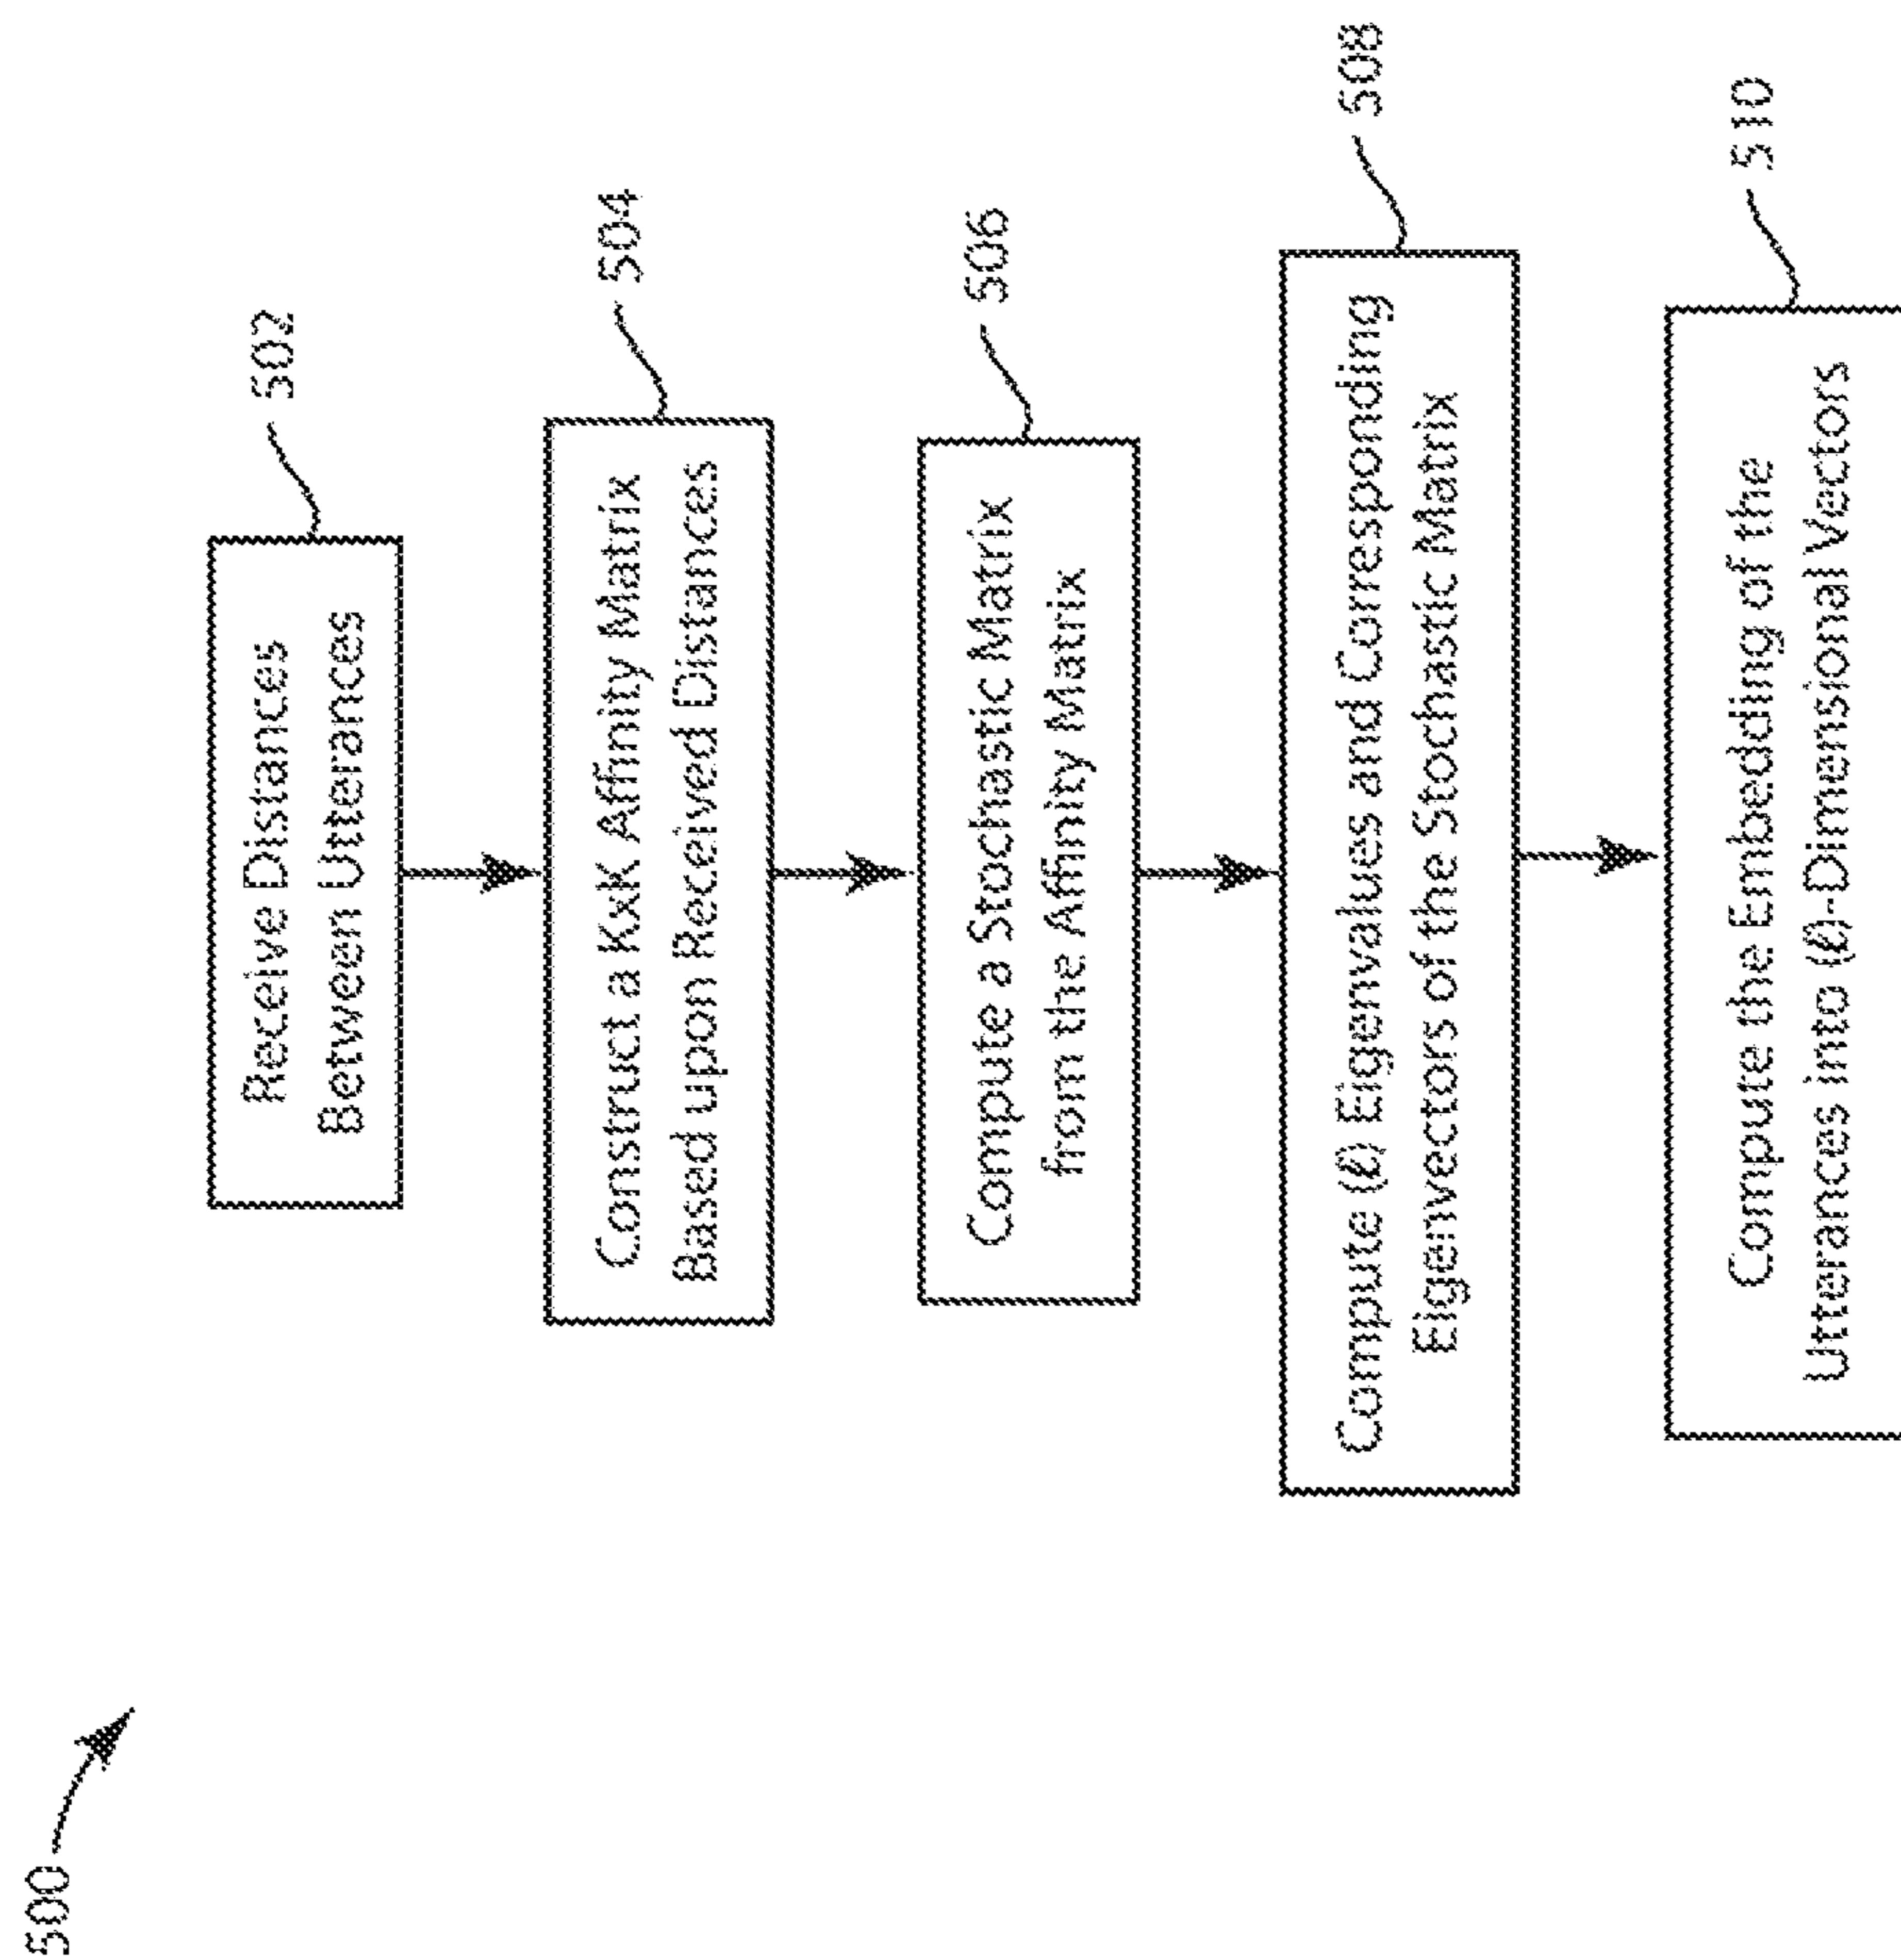 500
502
Receive Distances
Between Utterances
504
Construct a KxK Affinity Matrix
Based upon Received Distances
506
Compute a Stochastic Matrix
from the Affinity Matrix
508
Compute (ℓ) Eigenvalues and Corresponding
Eigenvectors of the Stochastic Matrix
510
Compute the Embedding of the
Utterances into (ℓ)-Dimensional Vectors